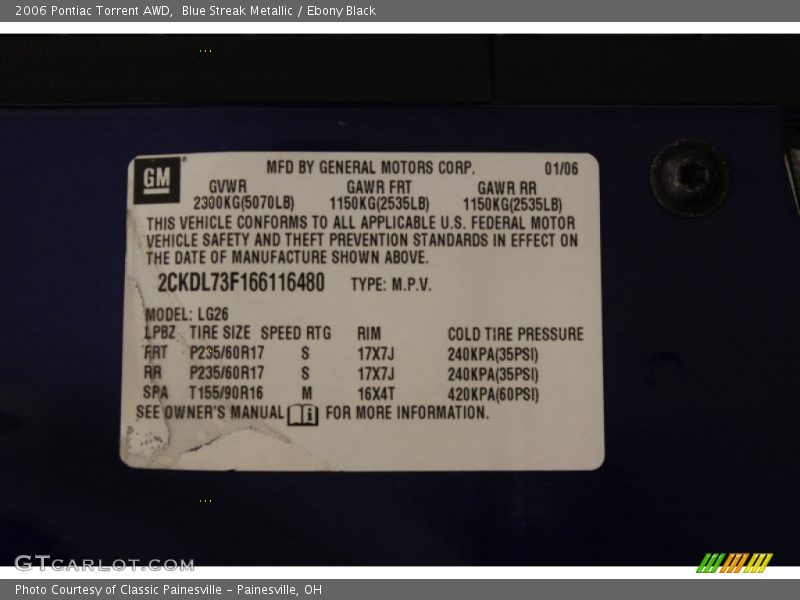 2006 Pontiac Torrent AWD, Blue Streak Metallic / Ebony Black
GM MFD BY GENERAL MOTORS CORP. 01/06
GVWR GAWR FRT GAWR RR
2300KG(5070LB) 1150KG(2535LB) 1150KG(2535LB)
THIS VEHICLE CONFORMS TO ALL APPLICABLE U.S. FEDERAL MOTOR
VEHICLE SAFETY AND THEFT PREVENTION STANDARDS IN EFFECT ON
THE DATE OF MANUFACTURE SHOWN ABOVE.
2CKDL73F166116480 TYPE: M.P.V.
MODEL: LG26
LPBZ TIRE SIZE SPEED RTG RIM COLD TIRE PRESSURE
FRT P235/60R17 S 17X7J 240KPA(35PSI)
RR P235/60R17 S 17X7J 240KPA(35PSI)
SPA T155/90R16 M 16X4T 420KPA(60PSI)
SEE OWNER'S MANUAL i FOR MORE INFORMATION.
GTCARLOT.COM
Photo Courtesy of Classic Painesville - Painesville, OH